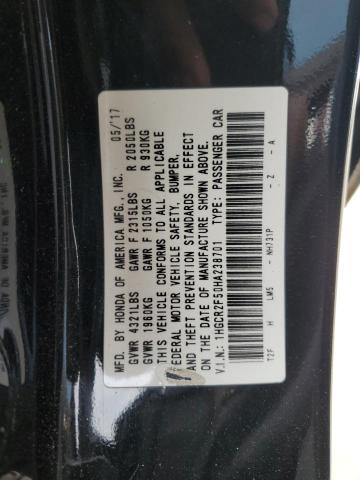 MFD. BY HONDA OF AMERICA MFG., INC. 05/'17
GVWR 4321LBS GAWR F 2315LBS R 2050LBS
GVWR 1960KG GAWR F 1050KG R 930KG
THIS VEHICLE CONFORMS TO ALL APPLICABLE
FEDERAL MOTOR VEHICLE SAFETY, BUMPER,
AND THEFT PREVENTION STANDARDS IN EFFECT
ON THE DATE OF MANUFACTURE SHOWN ABOVE.
V.I.N.: 1HGCR2F50HA238701 TYPE: PASSENGER CAR
T2F H LM5 - NH731P - Z - A